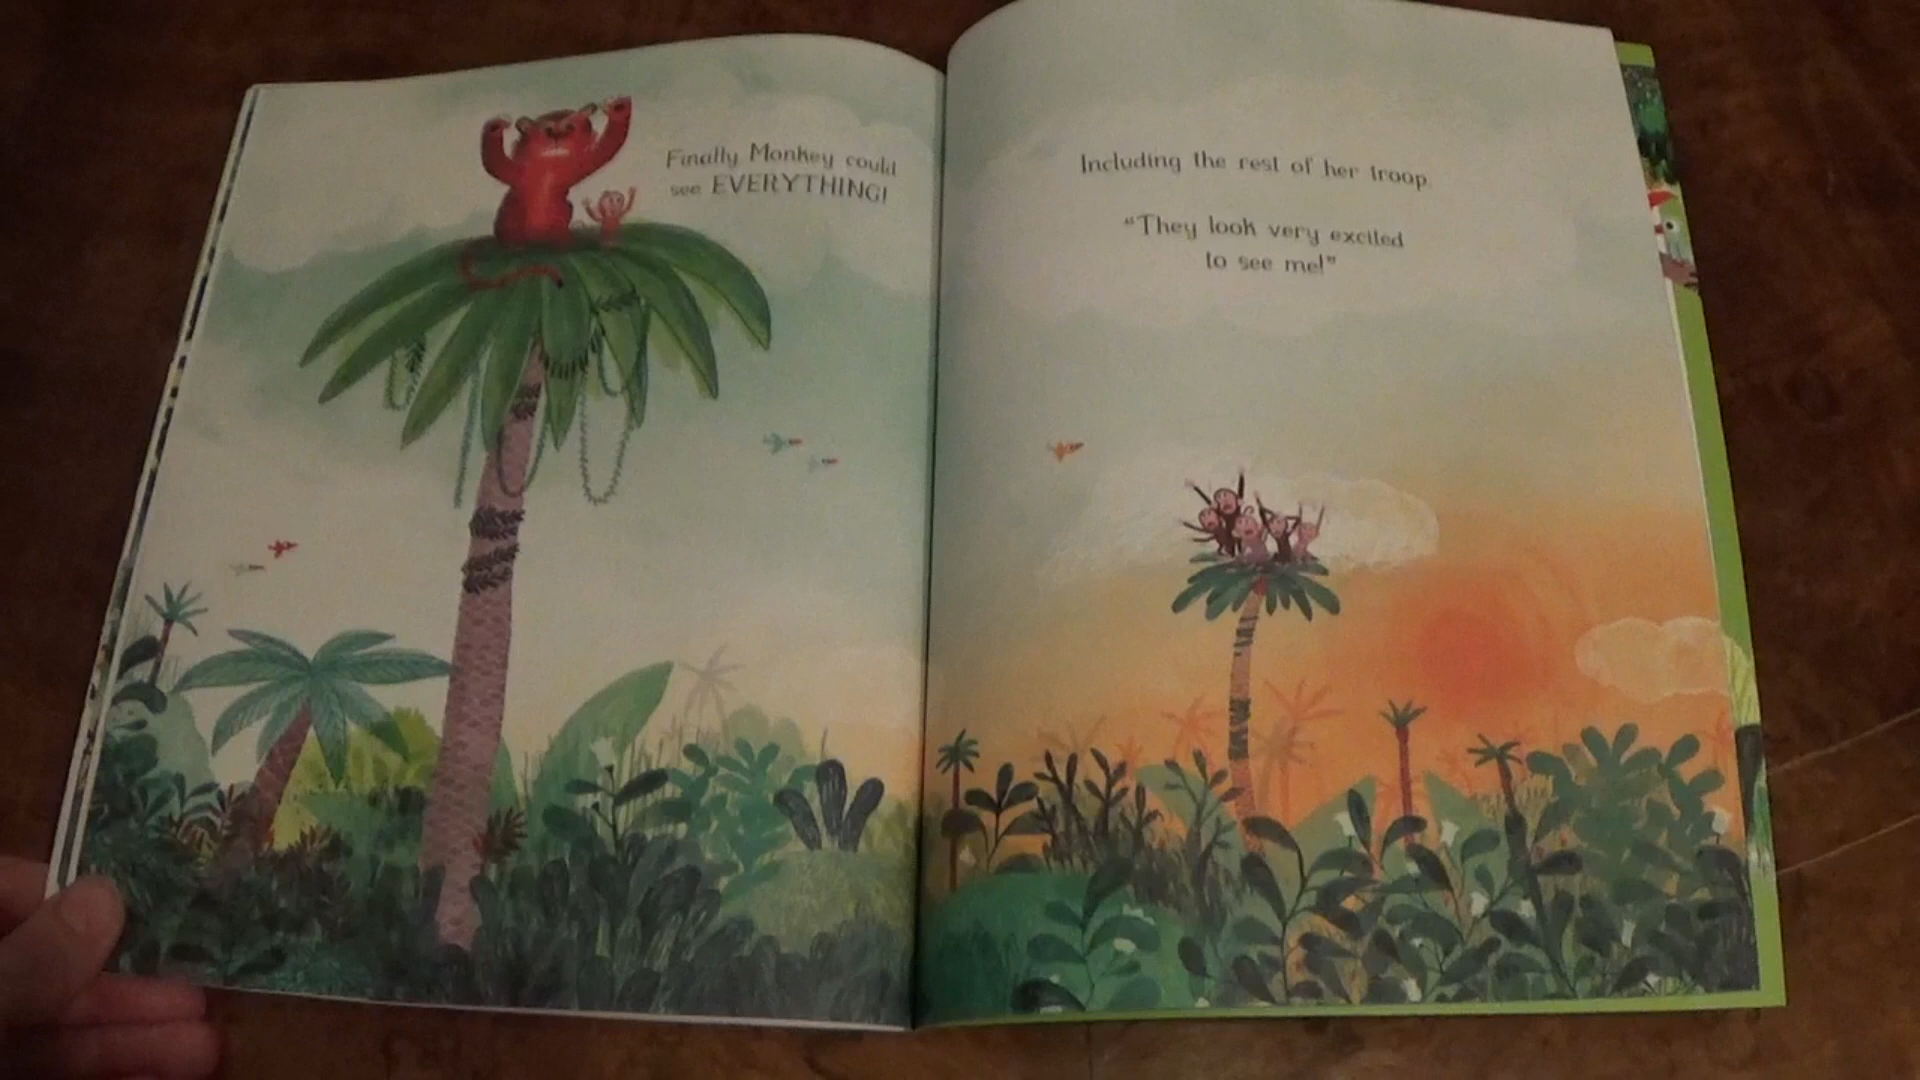 Finally, Monkey could
see EVERYTHING!
Including the rest of her troop.
“They look very excited
to see me!”